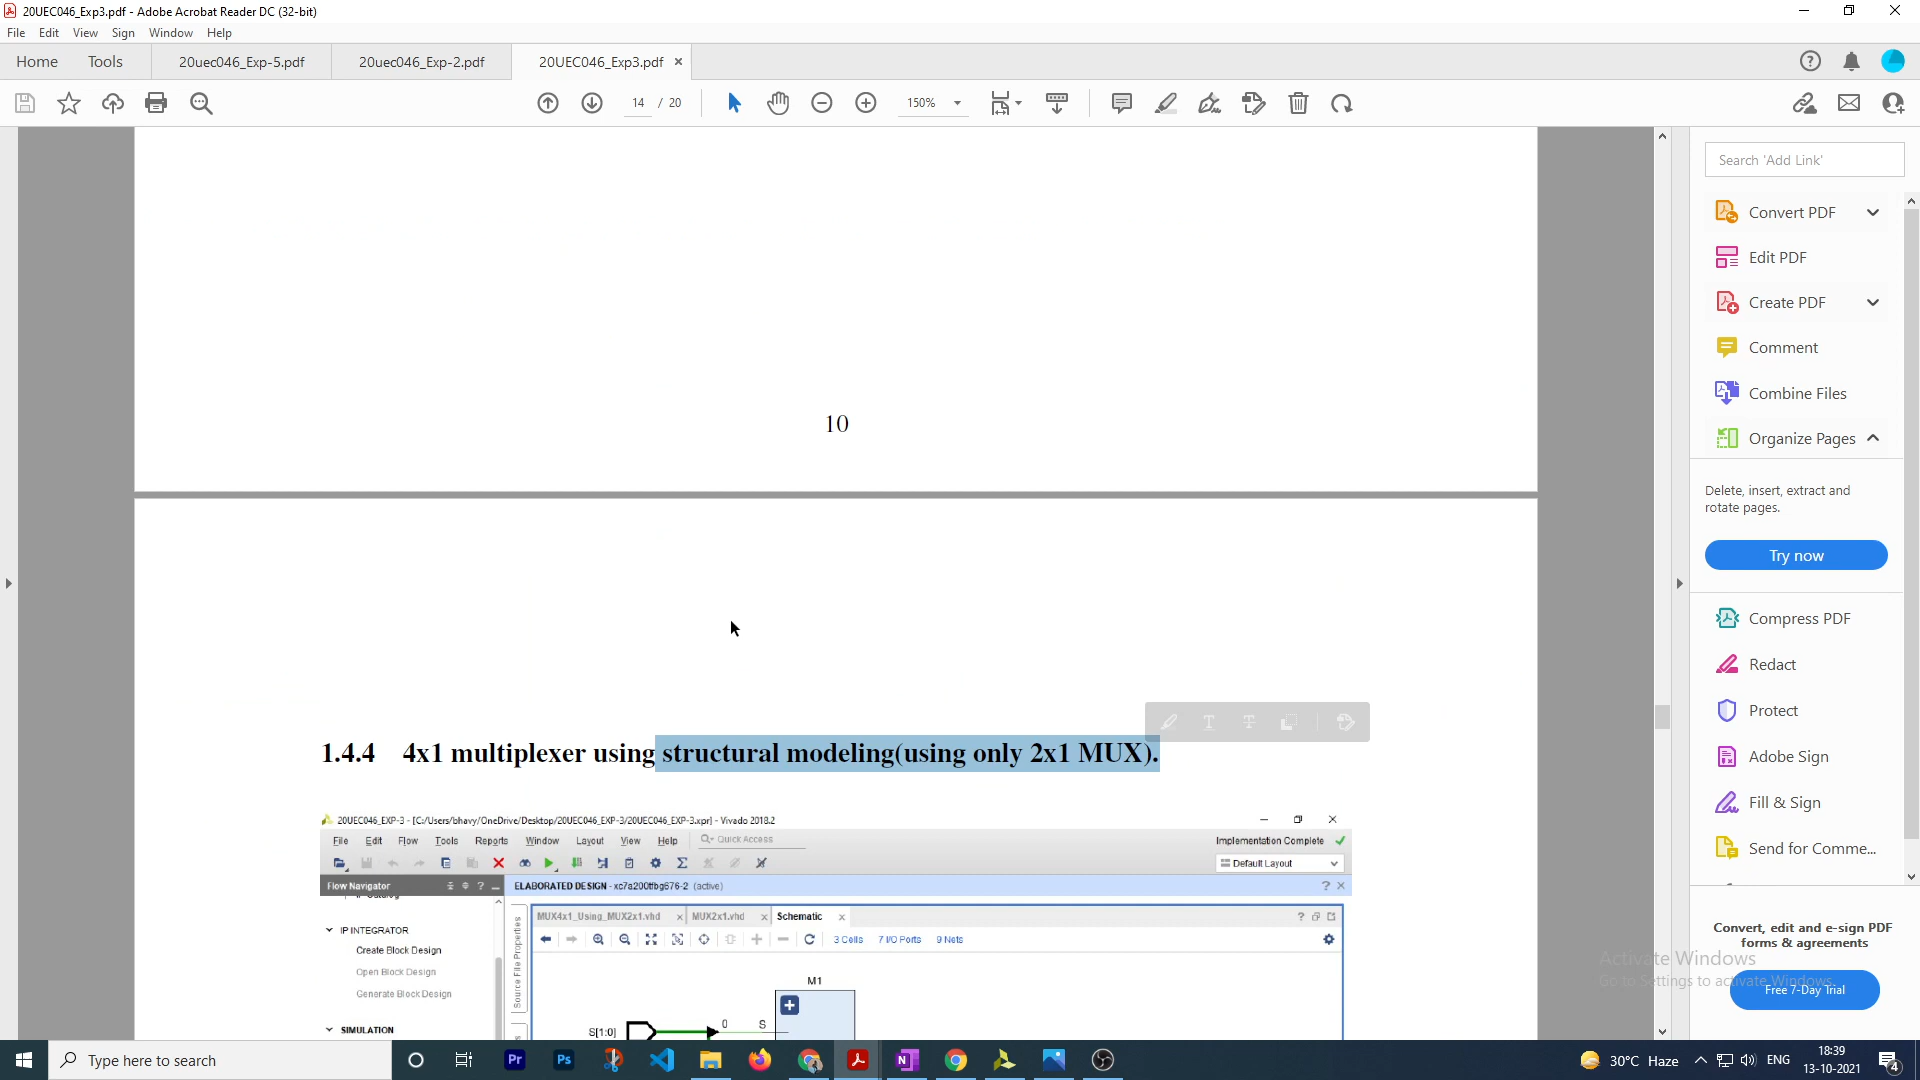 20UEC046_Exp3.pdf - Adobe Acrobat Reader DC (32-bit)
File Edit View Sign Window Help
Home Tools 20uec046_Exp-5.pdf 20uec046_Exp-2.pdf 20UEC046_Exp3.pdf
14 / 20 150%
Search 'Add Link'
Convert PDF
Edit PDF
Create PDF
Comment
Combine Files
Organize Pages
Delete, insert, extract and
rotate pages.
Try now
Compress PDF
Redact
Protect
Adobe Sign
Fill & Sign
Send for Comme...
Convert, edit and e-sign PDF
forms & agreements
Free 7-Day Trial
Activate Windows
Go to Settings to activate Windows.
10
1.4.4 4x1 multiplexer using structural modeling(using only 2x1 MUX).
20UEC046_EXP-3 - [C:/Users/bhavy/OneDrive/Desktop/20UEC046_EXP-3/20UEC046_EXP-3.xpr] - Vivado 2018.2
File Edit Flow Tools Reports Window Layout View Help Quick Access Implementation Complete
Default Layout
Flow Navigator ELABORATED DESIGN - xc7a200tfbg676-2 (active)
IP INTEGRATOR
Create Block Design
Open Block Design
Generate Block Design
SIMULATION
Source File Properties
MUX4x1_Using_MUX2x1.vhd MUX2x1.vhd Schematic
3 Cells 7 I/O Ports 9 Nets
M1
S[1:0] 0 S
Type here to search
Pr Ps
30°C Haze ENG 18:39
13-10-2021 4